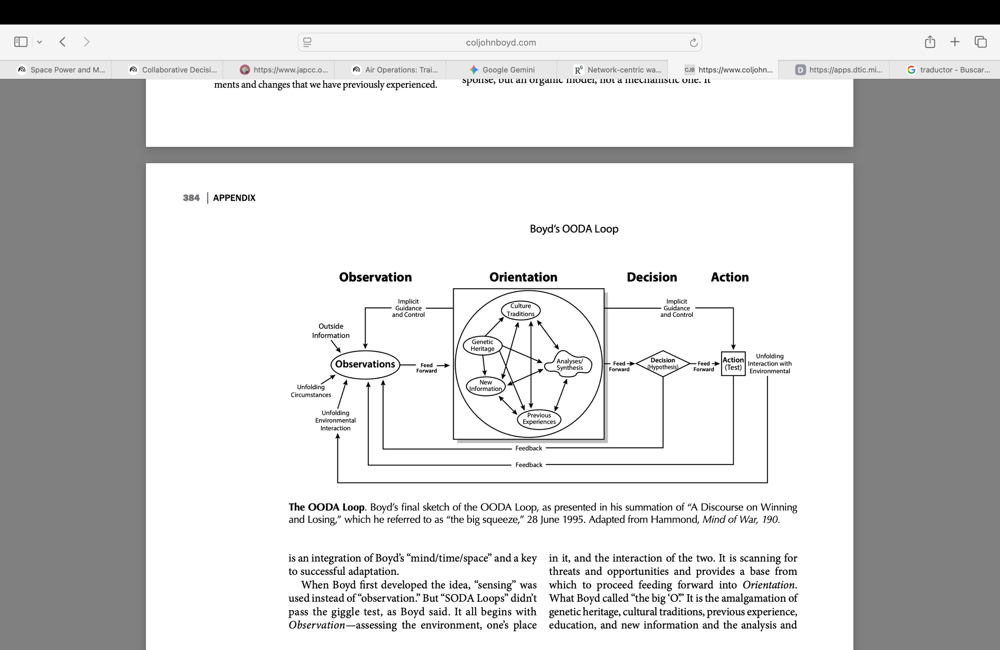 coljohnboyd.com
Space Power and M...
Collaborative Decisi...
https://www.japcc.o...
Air Operations: Trai...
Google Gemini
RG Network-centric wa...
CJB https://www.coljohn...
D https://apps.dtic.mi...
G traductor - Buscar...
ments and changes that we have previously experienced.
sponse, but an organic model, not a mechanistic one. It
384 | APPENDIX
Boyd’s OODA Loop
Observation
Orientation
Decision
Action
Implicit
Guidance
and Control
Outside
Information
Observations
Unfolding
Circumstances
Unfolding
Environmental
Interaction
Feed
Forward
Culture
Traditions
Genetic
Heritage
Analyses/
Synthesis
New
Information
Previous
Experiences
Implicit
Guidance
and Control
Feed
Forward
Decision
(Hypothesis)
Feed
Forward
Action
(Test)
Unfolding
Interaction with
Environmental
Feedback
Feedback
The OODA Loop. Boyd’s final sketch of the OODA Loop, as presented in his summation of “A Discourse on Winning
and Losing,” which he referred to as “the big squeeze,” 28 June 1995. Adapted from Hammond, Mind of War, 190.
is an integration of Boyd’s “mind/time/space” and a key
to successful adaptation.
When Boyd first developed the idea, “sensing” was
used instead of “observation.” But “SODA Loops” didn’t
pass the giggle test, as Boyd said. It all begins with
Observation—assessing the environment, one’s place
in it, and the interaction of the two. It is scanning for
threats and opportunities and provides a base from
which to proceed feeding forward into Orientation.
What Boyd called “the big ‘O’.” It is the amalgamation of
genetic heritage, cultural traditions, previous experience,
education, and new information and the analysis and